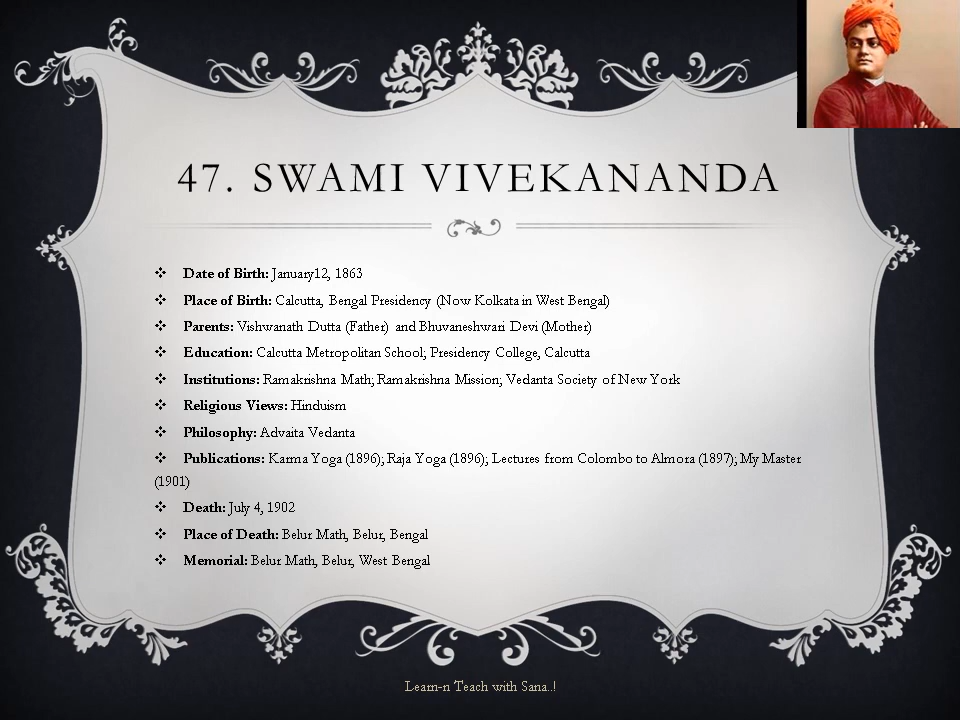 47. SWAMI VIVEKANANDA
❖ Date of Birth: January12, 1863
❖ Place of Birth: Calcutta, Bengal Presidency (Now Kolkata in West Bengal)
❖ Parents: Vishwanath Dutta (Father) and Bhuvaneshwari Devi (Mother)
❖ Education: Calcutta Metropolitan School; Presidency College, Calcutta
❖ Institutions: Ramakrishna Math; Ramakrishna Mission; Vedanta Society of New York
❖ Religious Views: Hinduism
❖ Philosophy: Advaita Vedanta
❖ Publications: Karma Yoga (1896); Raja Yoga (1896); Lectures from Colombo to Almora (1897); My Master
(1901)
❖ Death: July 4, 1902
❖ Place of Death: Belur Math, Belur, Bengal
❖ Memorial: Belur Math, Belur, West Bengal
Learn-n Teach with Sana..!